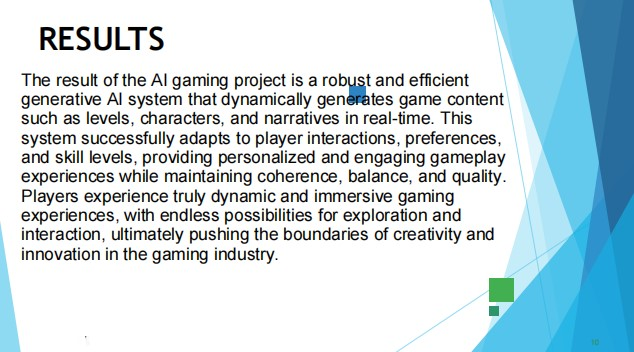 RESULTS
The result of the AI gaming project is a robust and efficient
generative AI system that dynamically generates game content
such as levels, characters, and narratives in real-time. This
system successfully adapts to player interactions, preferences,
and skill levels, providing personalized and engaging gameplay
experiences while maintaining coherence, balance, and quality.
Players experience truly dynamic and immersive gaming
experiences, with endless possibilities for exploration and
interaction, ultimately pushing the boundaries of creativity and
innovation in the gaming industry.
10